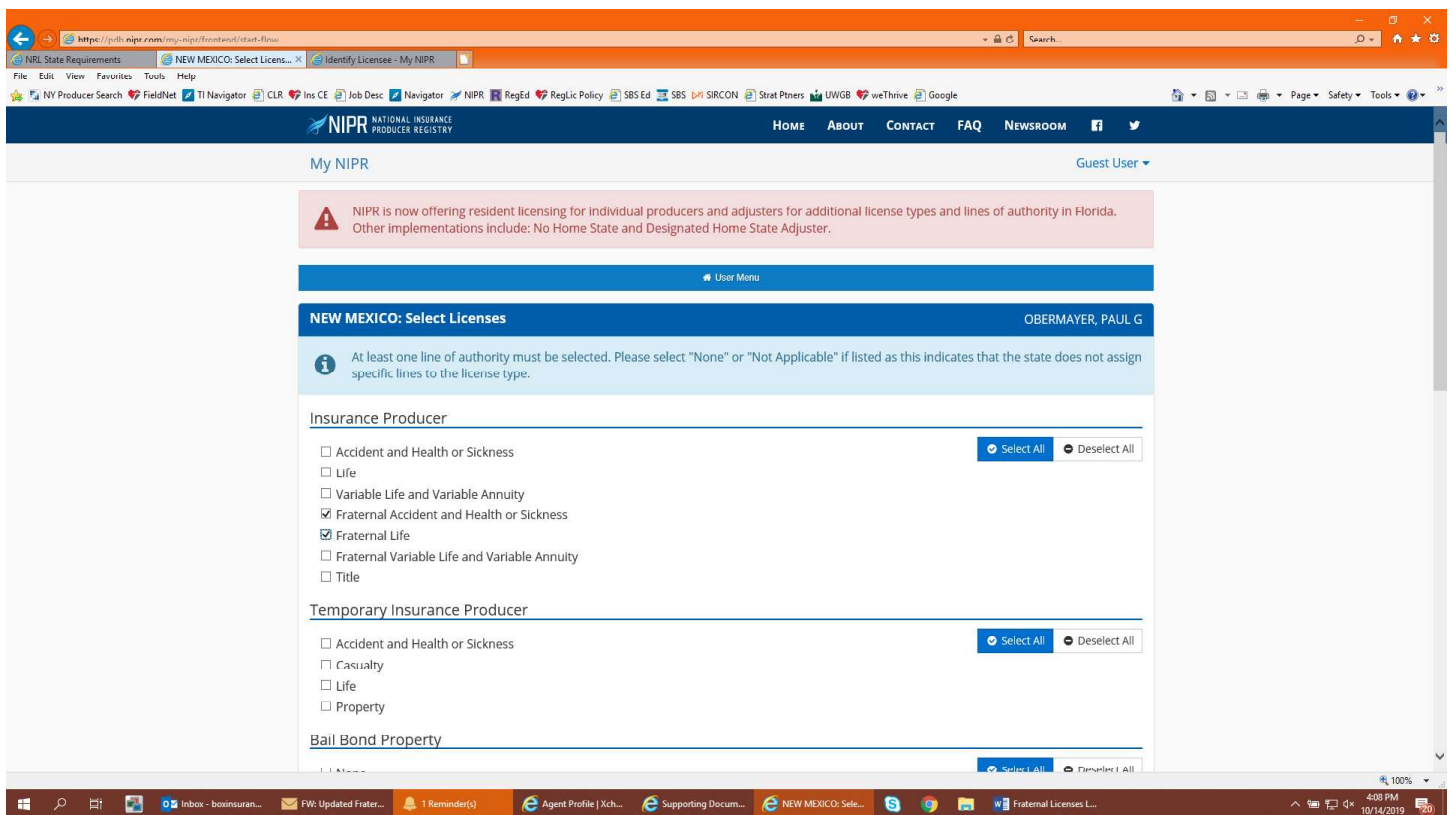 https://pdh.nipr.com/my-nipr/frontend/start-flow
Search...
NRL State Requirements
NEW MEXICO: Select Licens...
Identify Licensee - My NIPR
File Edit View Favorites Tools Help
NY Producer Search FieldNet TI Navigator CLR Ins CE Job Desc Navigator NIPR RegEd RegLic Policy SBS Ed SBS SIRCON Strat Ptners UWGB weThrive Google
Page Safety Tools
NIPR NATIONAL INSURANCE PRODUCER REGISTRY
HOME ABOUT CONTACT FAQ NEWSROOM
My NIPR
Guest User
NIPR is now offering resident licensing for individual producers and adjusters for additional license types and lines of authority in Florida.
Other implementations include: No Home State and Designated Home State Adjuster.
User Menu
NEW MEXICO: Select Licenses
OBERMAYER, PAUL G
At least one line of authority must be selected. Please select "None" or "Not Applicable" if listed as this indicates that the state does not assign
specific lines to the license type.
Insurance Producer
Select All Deselect All
Accident and Health or Sickness
Life
Variable Life and Variable Annuity
Fraternal Accident and Health or Sickness
Fraternal Life
Fraternal Variable Life and Variable Annuity
Title
Temporary Insurance Producer
Select All Deselect All
Accident and Health or Sickness
Casualty
Life
Property
Bail Bond Property
None
Select All Deselect All
100%
Inbox - boxinsuran...
FW: Updated Frater...
1 Reminder(s)
Agent Profile | Xch...
Supporting Docum...
NEW MEXICO: Sele...
Fraternal Licenses L...
4:08 PM
10/14/2019
20